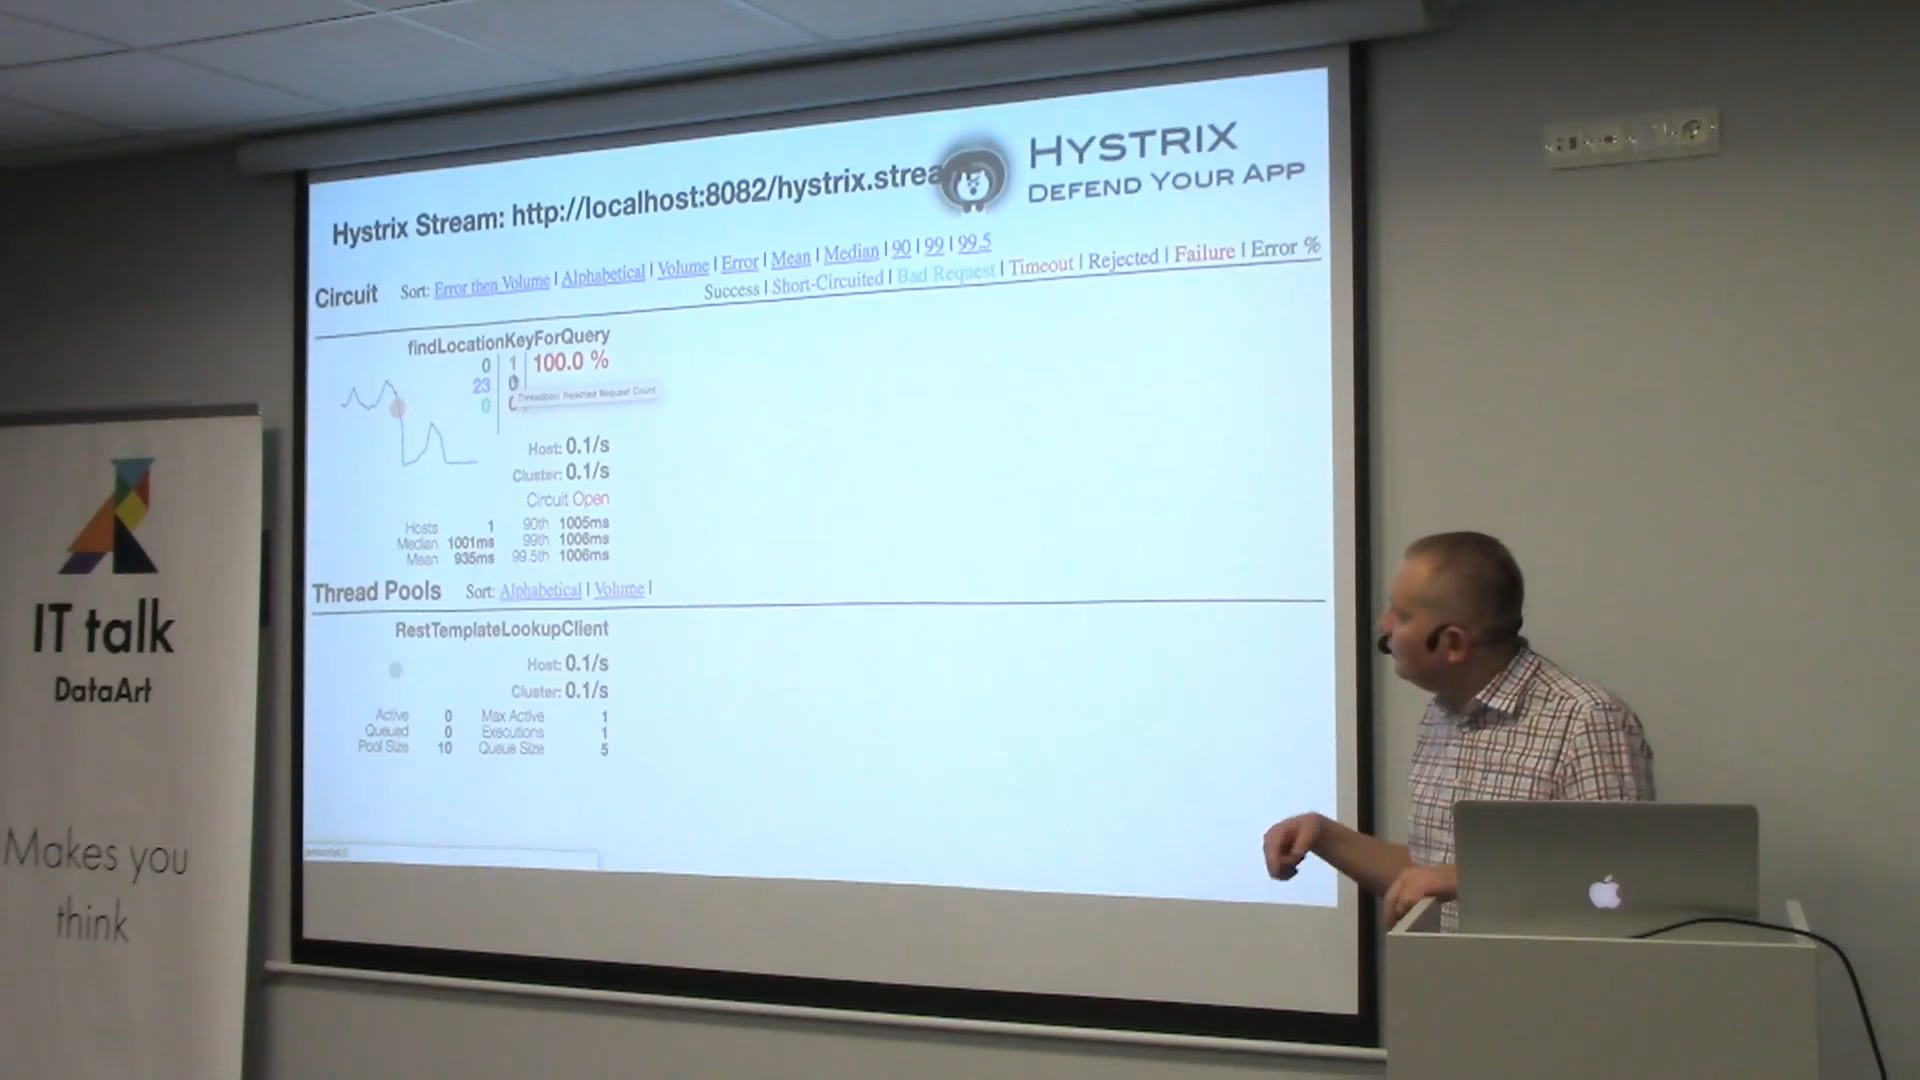 HYSTRIX
DEFEND YOUR APP
Hystrix Stream: http://localhost:8082/hystrix.strea
Circuit Sort: Error then Volume | Alphabetical | Volume | Error | Mean | Median | 90 | 99 | 99.5
Success | Short-Circuited | Bad Request | Timeout | Rejected | Failure | Error %
findLocationKeyForQuery
0 1 100.0 %
23 0
0
Threadpool Rejected Request Count
Host: 0.1/s
Cluster: 0.1/s
Circuit Open
Hosts 1 90th 1005ms
Median 1001ms 99th 1006ms
Mean 935ms 99.5th 1006ms
Thread Pools Sort: Alphabetical | Volume |
RestTemplateLookupClient
Host: 0.1/s
Cluster: 0.1/s
Active 0 Max Active 1
Queued 0 Executions 1
Pool Size 10 Queue Size 5
IT talk
DataArt
Makes you
think